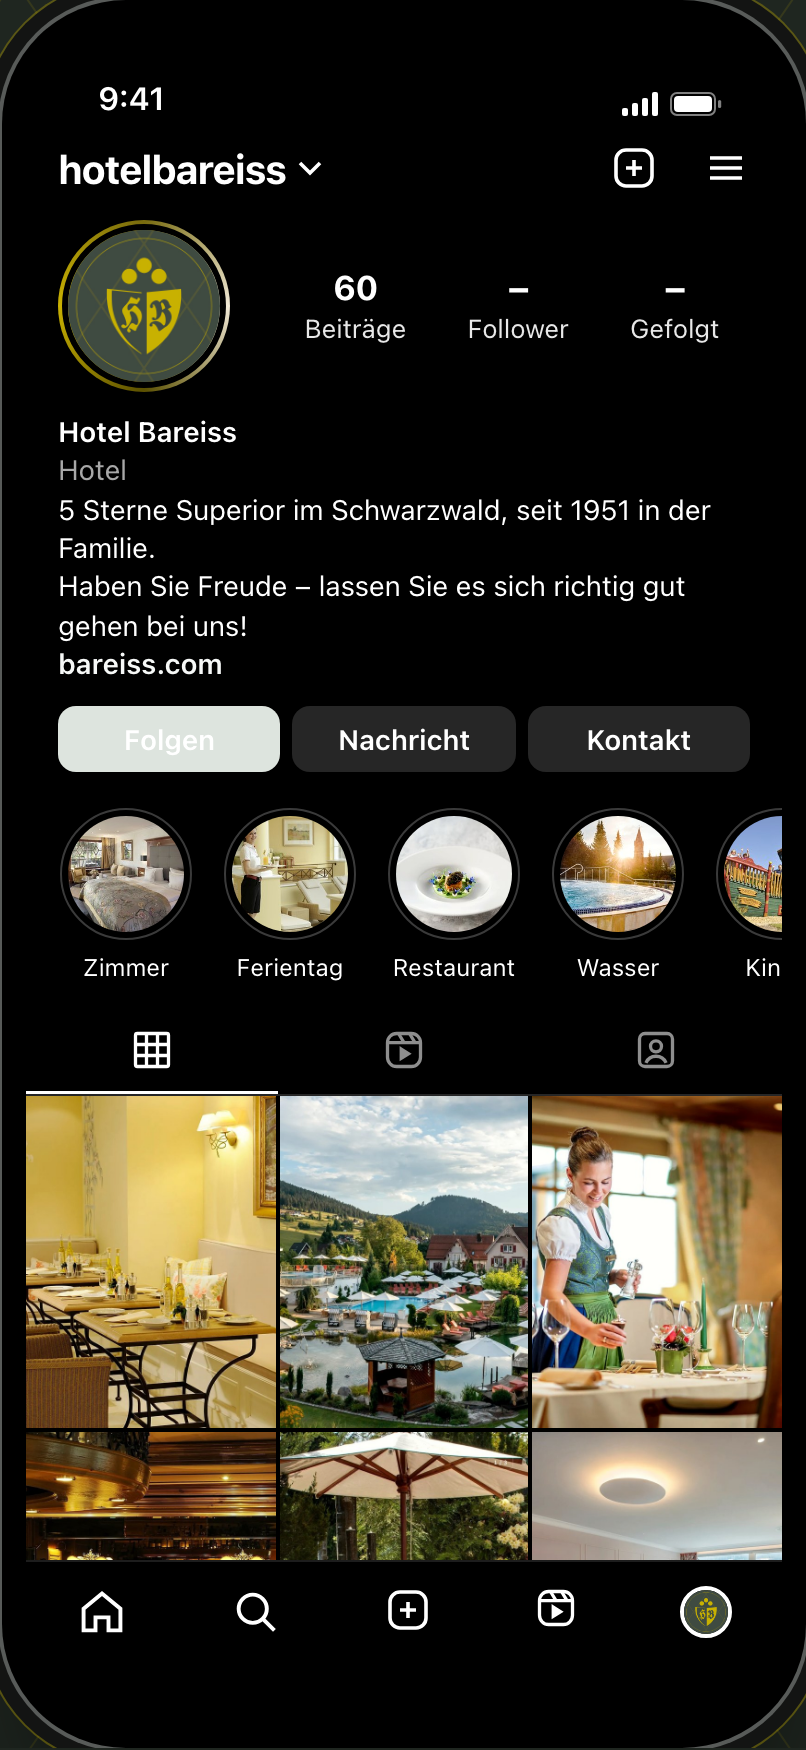 9:41
hotelbareiss
60
–
–
Beiträge
Follower
Gefolgt
Hotel Bareiss
Hotel
5 Sterne Superior im Schwarzwald, seit 1951 in der
Familie.
Haben Sie Freude – lassen Sie es sich richtig gut
gehen bei uns!
bareiss.com
Folgen
Nachricht
Kontakt
Zimmer
Ferientag
Restaurant
Wasser
Kin